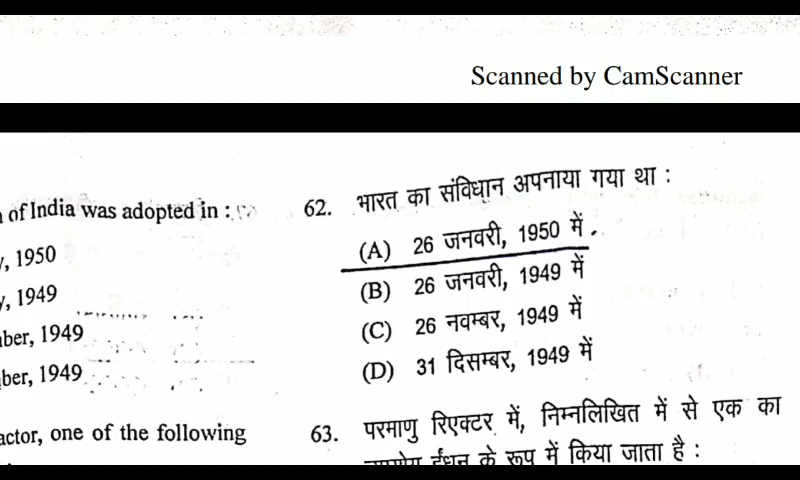 Scanned by CamScanner
of India was adopted in :
, 1950
, 1949
ber, 1949
ber, 1949
actor, one of the following
62. भारत का संविधान अपनाया गया था :
(A) 26 जनवरी, 1950 में .
(B) 26 जनवरी, 1949 में
(C) 26 नवम्बर, 1949 में
(D) 31 दिसम्बर, 1949 में
63. परमाणु रिएक्टर में, निम्नलिखित में से एक का
उपयोग ईंधन के रूप में किया जाता है :